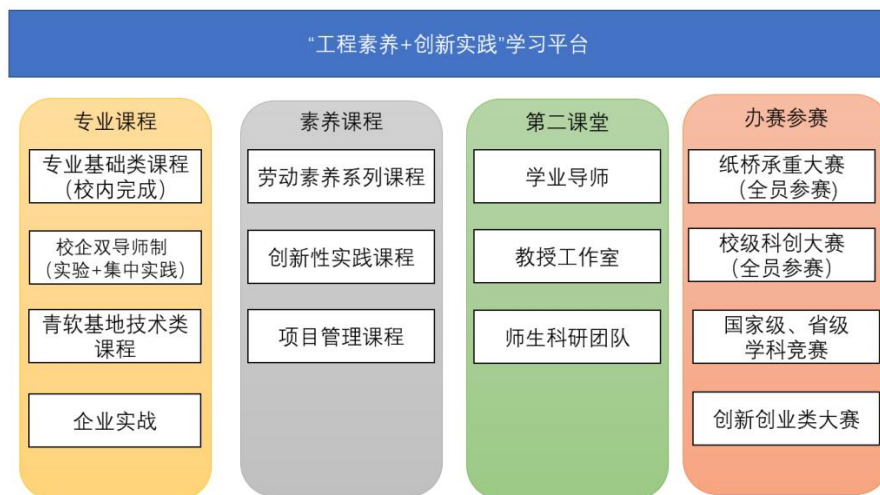 “工程素养+创新实践”学习平台
专业课程
专业基础类课程
（校内完成）
校企双导师制
（实验+集中实践）
青软基地技术类
课程
企业实战
素养课程
劳动素养系列课程
创新性实践课程
项目管理课程
第二课堂
学业导师
教授工作室
师生科研团队
办赛参赛
纸桥承重大赛
（全员参赛)
校级科创大赛
（全员参赛）
国家级、省级
学科竞赛
创新创业类大赛